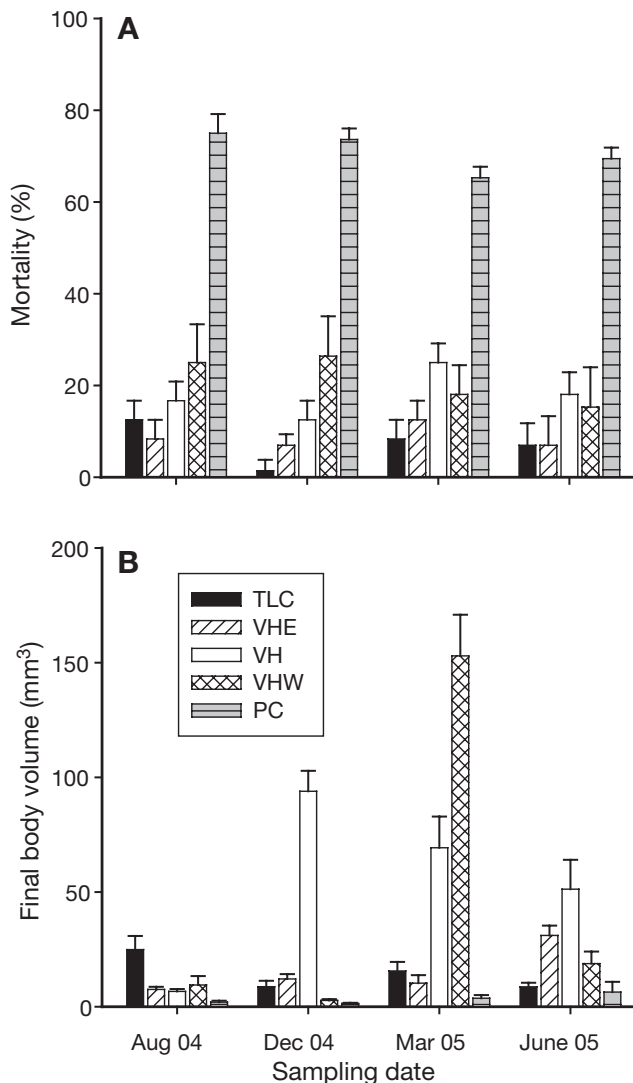 A
100
80
60
40
20
0
Mortality (%)
B
200
150
100
50
0
Final body volume (mm³)
TLC
VHE
VH
VHW
PC
Aug 04 Dec 04 Mar 05 June 05
Sampling date